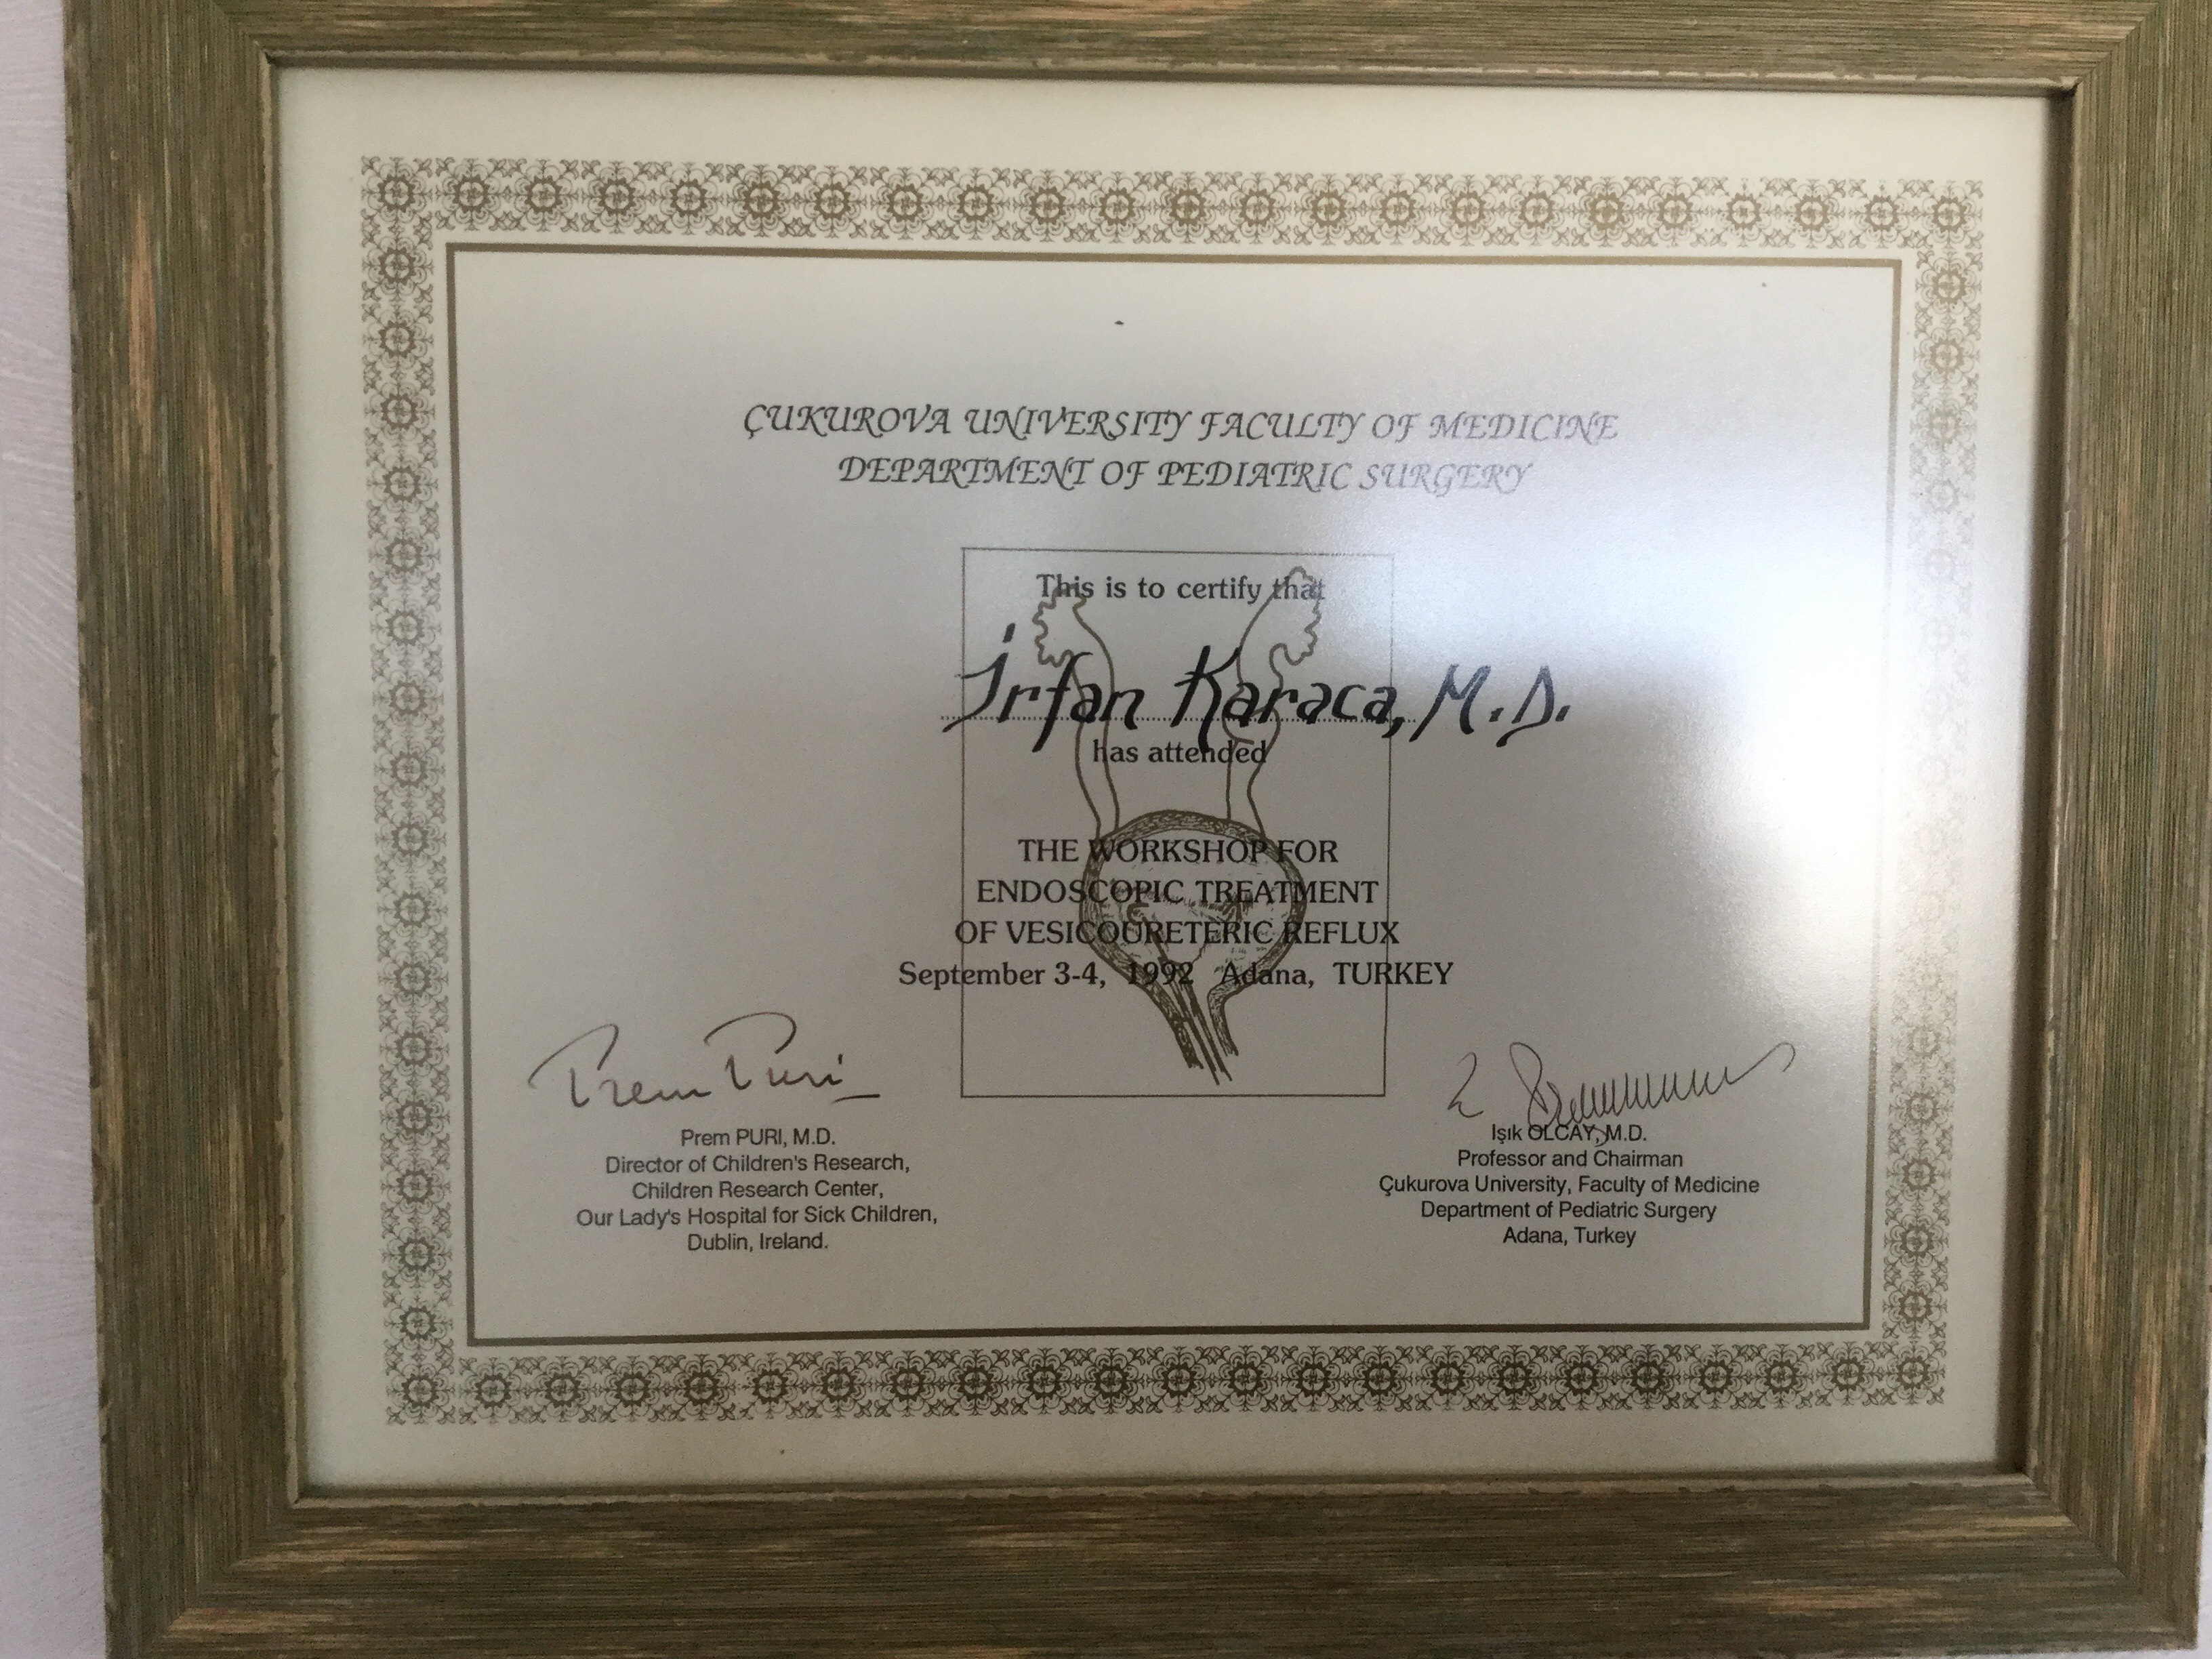 ÇUKUROVA UNIVERSITY FACULTY OF MEDICINE
DEPARTMENT OF PEDIATRIC SURGERY
This is to certify that
İrfan Karaca, M.D.
has attended
THE WORKSHOP FOR
ENDOSCOPIC TREATMENT
OF VESICOURETERIC REFLUX
September 3-4, 1992 Adana, TURKEY
Prem Puri
Prem PURI, M.D.
Director of Children's Research,
Children Research Center,
Our Lady's Hospital for Sick Children,
Dublin, Ireland.
Işık OLCAY, M.D.
Professor and Chairman
Çukurova University, Faculty of Medicine
Department of Pediatric Surgery
Adana, Turkey